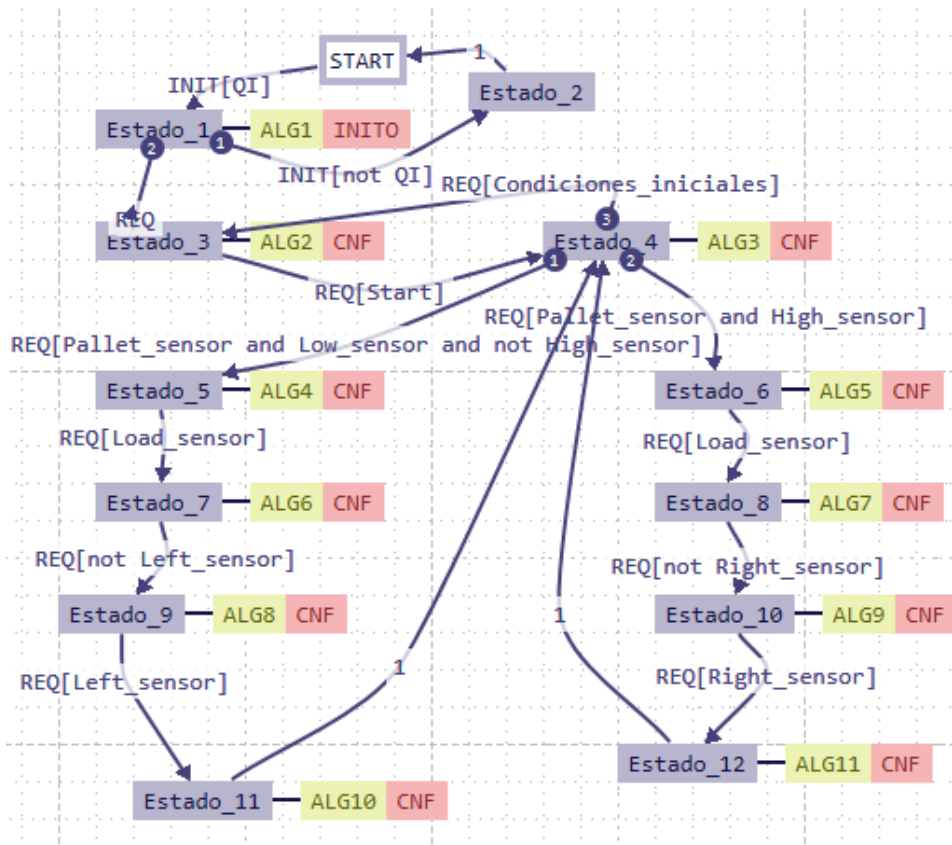 START
1
INIT[QI]
Estado_2
Estado_1
ALG1
INITO
2
1
INIT[not QI]
REQ[Condiciones_iniciales]
REQ
3
Estado_3
ALG2
CNF
Estado_4
ALG3
CNF
1
2
REQ[Start]
REQ[Pallet_sensor and High_sensor]
REQ[Pallet_sensor and Low_sensor and not High_sensor]
Estado_5
ALG4
CNF
Estado_6
ALG5
CNF
REQ[Load_sensor]
REQ[Load_sensor]
Estado_7
ALG6
CNF
Estado_8
ALG7
CNF
REQ[not Left_sensor]
REQ[not Right_sensor]
Estado_9
ALG8
CNF
1
Estado_10
ALG9
CNF
REQ[Left_sensor]
1
REQ[Right_sensor]
Estado_12
ALG11
CNF
Estado_11
ALG10
CNF